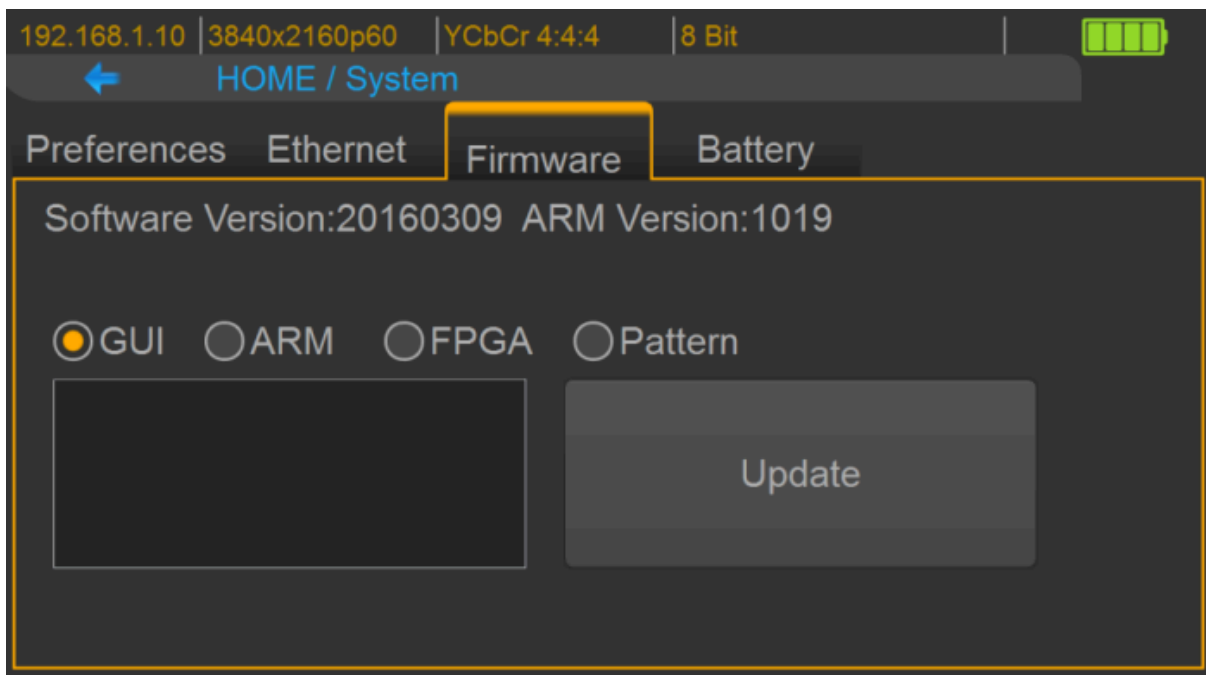 192.168.1.10 3840x2160p60 YCbCr 4:4:4 8 Bit
HOME / System
Preferences Ethernet Firmware Battery
Software Version:20160309 ARM Version:1019
GUI ARM FPGA Pattern
Update